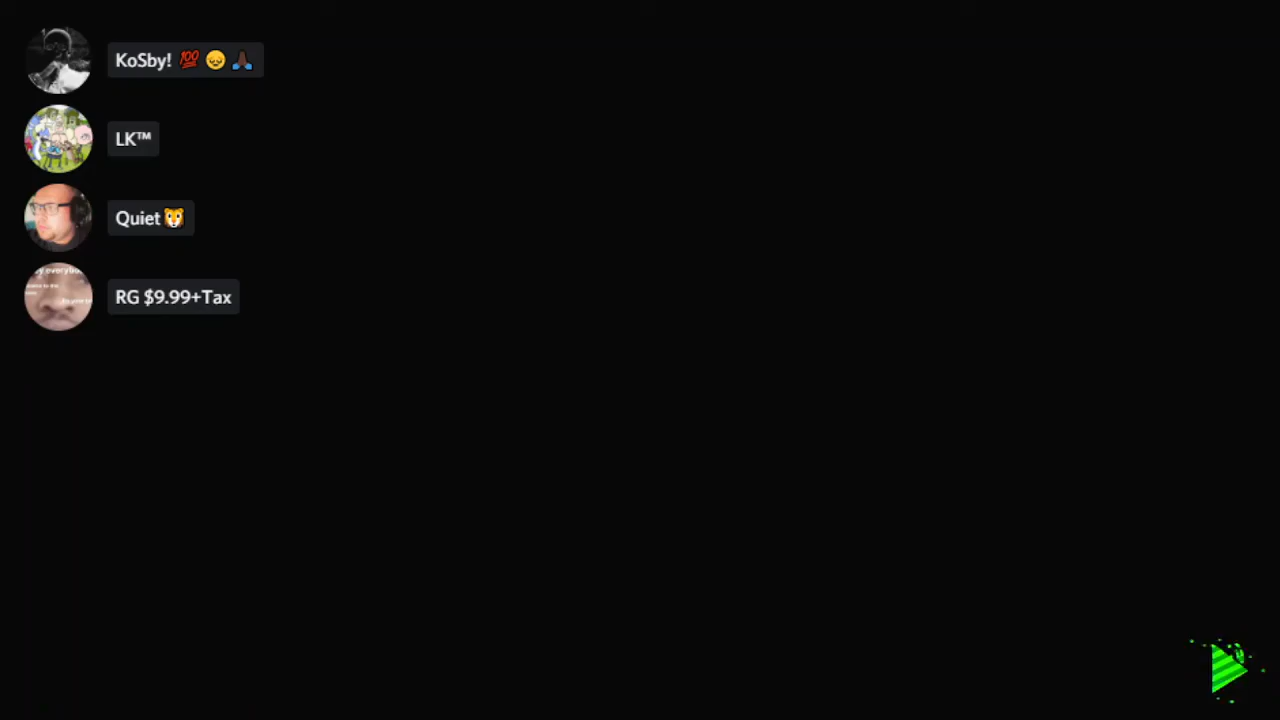 KoSby! 💯 😔 🙏🏿
LK™
Quiet🐯
RG $9.99+Tax